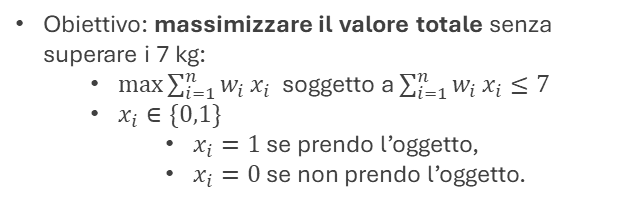 • Obiettivo: massimizzare il valore totale senza
superare i 7 kg:
• max ∑ⁿᵢ₌₁ wᵢ xᵢ soggetto a ∑ⁿᵢ₌₁ wᵢ xᵢ ≤ 7
• xᵢ ∈ {0,1}
• xᵢ = 1 se prendo l’oggetto,
• xᵢ = 0 se non prendo l’oggetto.